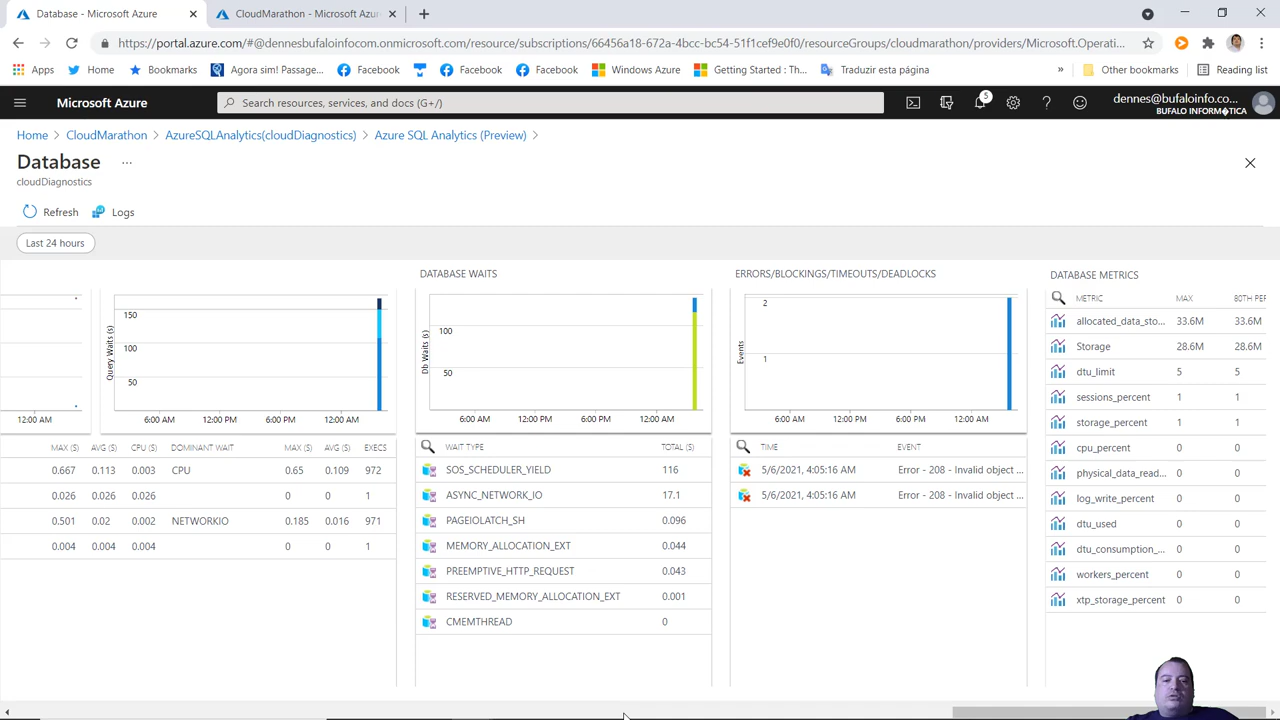 Database - Microsoft Azure
CloudMarathon - Microsoft Azur
https://portal.azure.com/#@dennesbufaloinfocom.onmicrosoft.com/resource/subscriptions/66456a18-672a-4bcc-bc54-51f1cef9e0f0/resourceGroups/cloudmarathon/providers/Microsoft.Operati...
Apps Home Bookmarks Agora sim! Passage... Facebook Facebook Facebook Windows Azure Getting Started : Th... Traduzir esta página » Other bookmarks Reading list
Microsoft Azure
Search resources, services, and docs (G+/)
5
dennes@bufaloinfo.co...
BUFALO INFORM�TICA
Home > CloudMarathon > AzureSQLAnalytics(cloudDiagnostics) > Azure SQL Analytics (Preview) >
Database ...
cloudDiagnostics
Refresh Logs
Last 24 hours
12:00 AM
Query Waits (s)
150
100
50
6:00 AM 12:00 PM 6:00 PM 12:00 AM
MAX (S) AVG (S) CPU (S) DOMINANT WAIT MAX (S) AVG (S) EXECS
0.667 0.113 0.003 CPU 0.65 0.109 972
0.026 0.026 0.026 0 0 1
0.501 0.02 0.002 NETWORKIO 0.185 0.016 971
0.004 0.004 0.004 0 0 1
DATABASE WAITS
Db Waits (s)
100
50
6:00 AM 12:00 PM 6:00 PM 12:00 AM
WAIT TYPE TOTAL (S)
SOS_SCHEDULER_YIELD 116
ASYNC_NETWORK_IO 17.1
PAGEIOLATCH_SH 0.096
MEMORY_ALLOCATION_EXT 0.044
PREEMPTIVE_HTTP_REQUEST 0.043
RESERVED_MEMORY_ALLOCATION_EXT 0.001
CMEMTHREAD 0
ERRORS/BLOCKINGS/TIMEOUTS/DEADLOCKS
Events
2
1
6:00 AM 12:00 PM 6:00 PM 12:00 AM
TIME EVENT
5/6/2021, 4:05:16 AM Error - 208 - Invalid object ...
5/6/2021, 4:05:16 AM Error - 208 - Invalid object ...
DATABASE METRICS
METRIC MAX 80TH PER
allocated_data_sto... 33.6M 33.6M
Storage 28.6M 28.6M
dtu_limit 5 5
sessions_percent 1 1
storage_percent 1 1
cpu_percent 0 0
physical_data_read... 0 0
log_write_percent 0 0
dtu_used 0 0
dtu_consumption_... 0 0
workers_percent 0 0
xtp_storage_percent 0 0